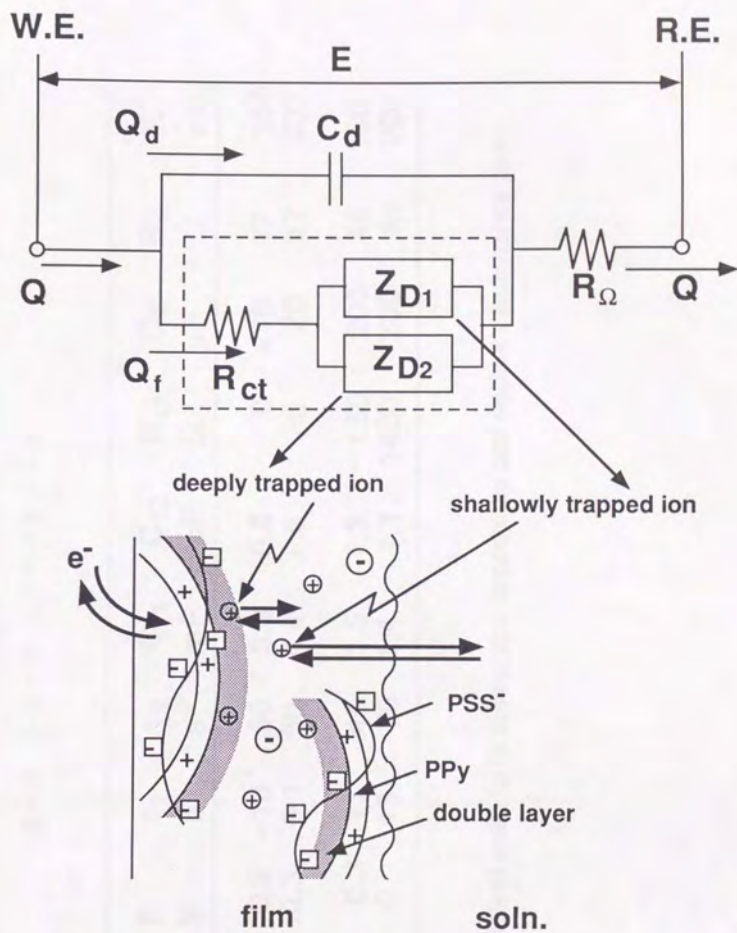 W.E.
R.E.
E
Q_d
C_d
Q
Z_D1
Z_D2
Q_f
R_ct
R_Ω
Q
deeply trapped ion
shallowly trapped ion
e⁻
PSS⁻
PPy
double layer
film
soln.